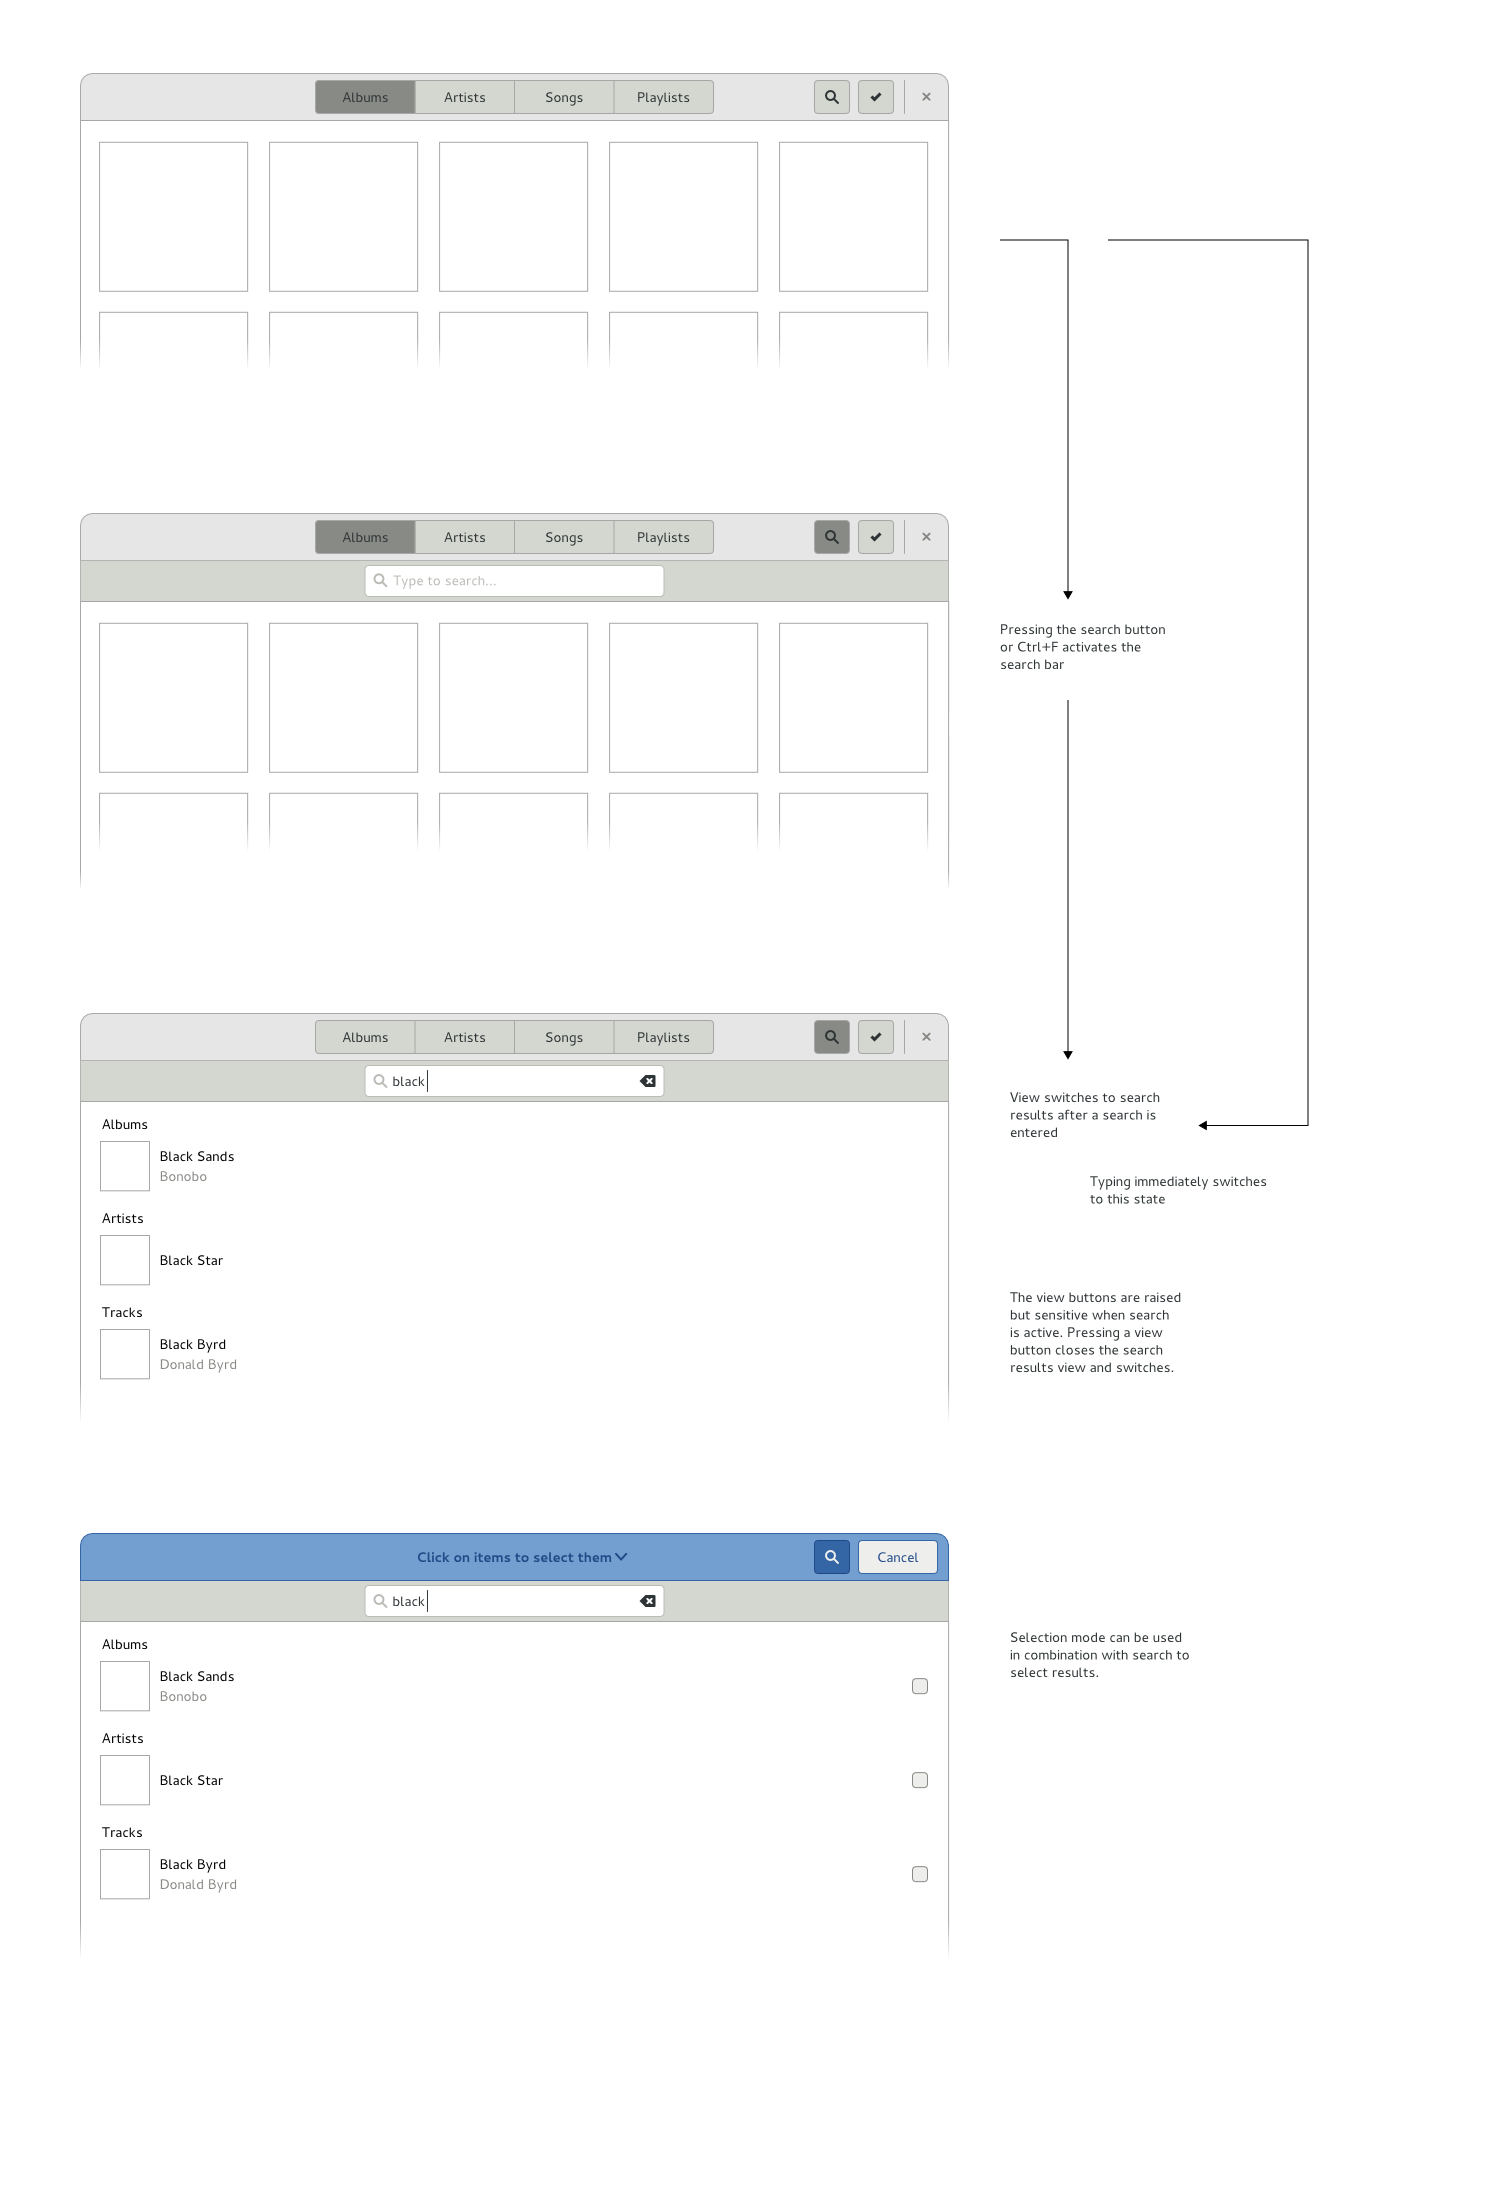 Albums Artists Songs Playlists
Albums Artists Songs Playlists
Type to search...
Pressing the search button
or Ctrl+F activates the
search bar
Albums Artists Songs Playlists
black
Albums
Black Sands
Bonobo
Artists
Black Star
Tracks
Black Byrd
Donald Byrd
View switches to search
results after a search is
entered
Typing immediately switches
to this state
The view buttons are raised
but sensitive when search
is active. Pressing a view
button closes the search
results view and switches.
Click on items to select them
Cancel
black
Albums
Black Sands
Bonobo
Artists
Black Star
Tracks
Black Byrd
Donald Byrd
Selection mode can be used
in combination with search to
select results.